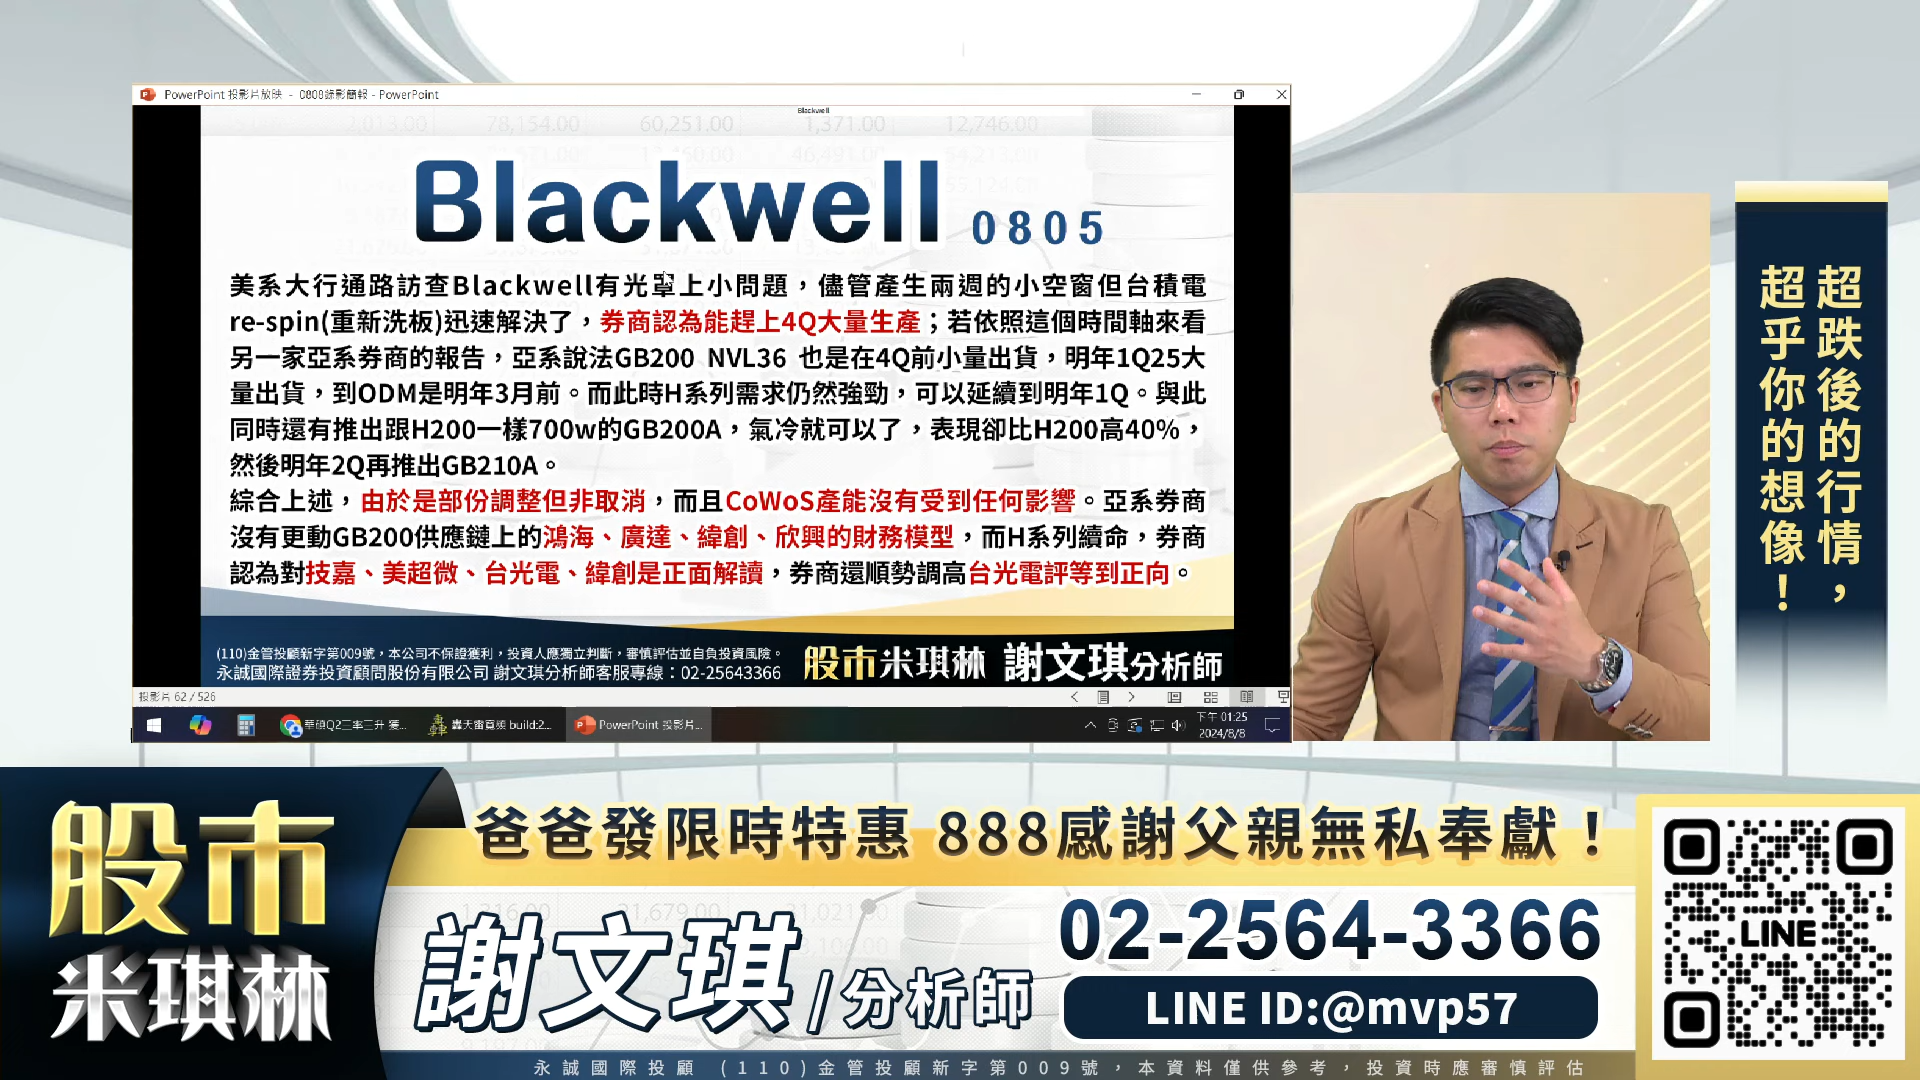 PowerPoint 投影片放映 - 0808錄影簡報 - PowerPoint
Blackwell
Blackwell 0805
美系大行通路訪查Blackwell有光罩上小問題，儘管產生兩週的小空窗但台積電
re-spin(重新洗板)迅速解決了，券商認為能趕上4Q大量生產；若依照這個時間軸來看
另一家亞系券商的報告，亞系說法GB200 NVL36 也是在4Q前小量出貨，明年1Q25大
量出貨，到ODM是明年3月前。而此時H系列需求仍然強勁，可以延續到明年1Q。與此
同時還有推出跟H200一樣700w的GB200A，氣冷就可以了，表現卻比H200高40%，
然後明年2Q再推出GB210A。
綜合上述，由於是部份調整但非取消，而且CoWoS產能沒有受到任何影響。亞系券商
沒有更動GB200供應鏈上的鴻海、廣達、緯創、欣興的財務模型，而H系列續命，券商
認為對技嘉、美超微、台光電、緯創是正面解讀，券商還順勢調高台光電評等到正向。
(110)金管投顧新字第009號，本公司不保證獲利，投資人應獨立判斷，審慎評估並自負投資風險。
永誠國際證券投資顧問股份有限公司 謝文琪分析師客服專線：02-25643366
股市米琪林 謝文琪分析師
投影片 62 / 526
華碩Q2三率三升 獲...
轟天雷寬頻 build:2...
PowerPoint 投影片...
下午 01:25
2024/8/8
超跌後的行情，
超乎你的想像！
爸爸發限時特惠 888感謝父親無私奉獻！
股市
米琪林
謝文琪/分析師
02-2564-3366
LINE ID:@mvp57
LINE
永誠國際投顧 (110)金管投顧新字第009號，本資料僅供參考，投資時應審慎評估